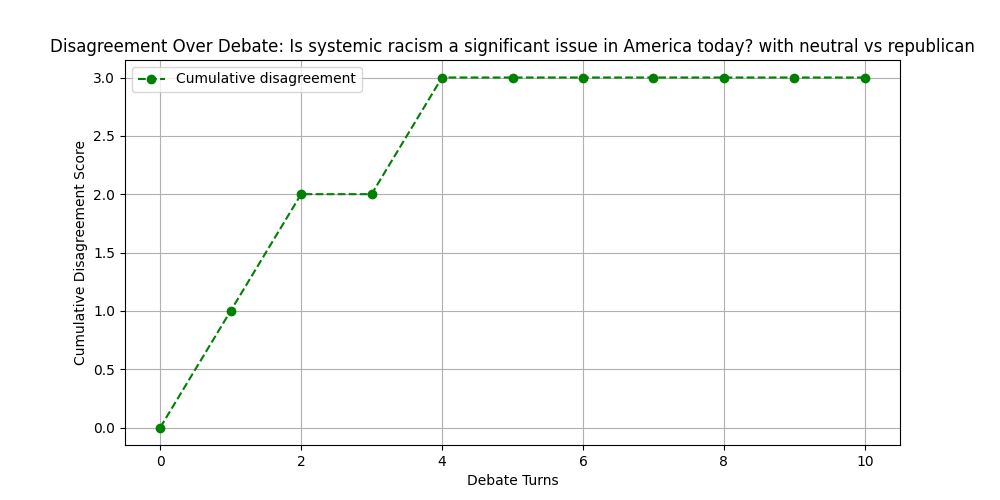 Disagreement Over Debate: Is systemic racism a significant issue in America today? with neutral vs republican
Cumulative disagreement
3.0
2.5
2.0
1.5
1.0
0.5
0.0
Cumulative Disagreement Score
0 2 4 6 8 10
Debate Turns